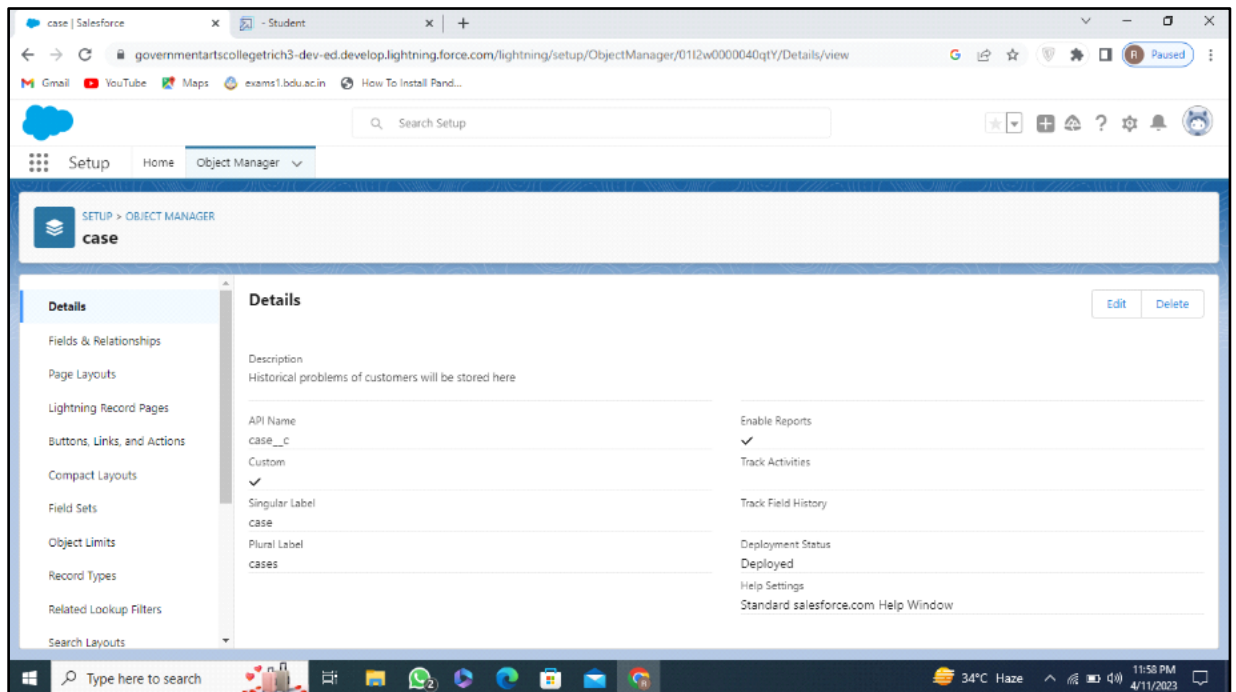 case | Salesforce
- Student
governmentartscollegetrich3-dev-ed.develop.lightning.force.com/lightning/setup/ObjectManager/01I2w0000040qtY/Details/view
Paused
Gmail YouTube Maps exams1.bdu.ac.in How To Install Pand...
Search Setup
Setup Home Object Manager
SETUP > OBJECT MANAGER
case
Details
Fields & Relationships
Page Layouts
Lightning Record Pages
Buttons, Links, and Actions
Compact Layouts
Field Sets
Object Limits
Record Types
Related Lookup Filters
Search Layouts
Details
Edit Delete
Description
Historical problems of customers will be stored here
API Name
case__c
Custom
Singular Label
case
Plural Label
cases
Enable Reports
Track Activities
Track Field History
Deployment Status
Deployed
Help Settings
Standard salesforce.com Help Window
Type here to search
34°C Haze
11:58 PM
4/11/2023